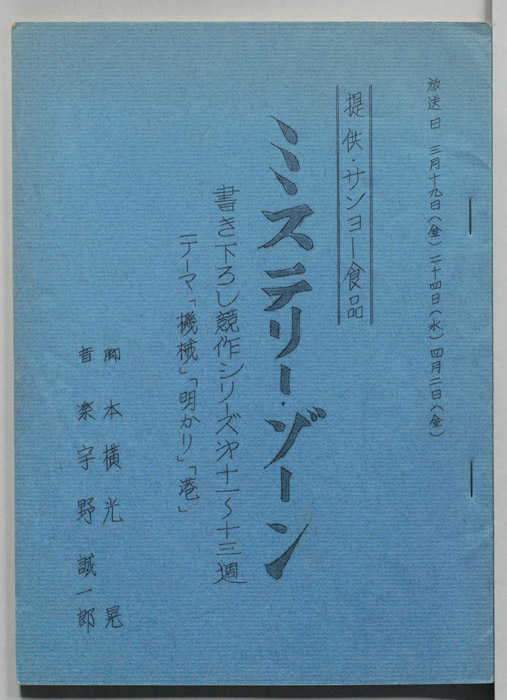 放送日 三月十九日(金)二十四日(水)四月二日(金)
提供・サンヨー食品
ミステリー・ゾーン
書き下ろし競作シリーズ才十一〜十三週
―テーマ「機械」「明かり」「港」
脚本 横光 晃
音楽 宇野誠一郎